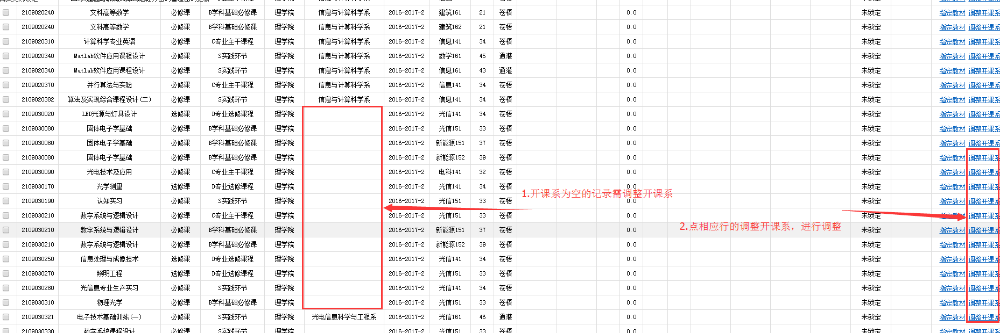 2109020240 文科高等数学 必修课 B学科基础必修课 理学院 信息与计算科学系 2016-2017-2 建筑161 21 苍梧 0.0 未锁定 指定教材 调整开课系
2109020240 文科高等数学 必修课 B学科基础必修课 理学院 信息与计算科学系 2016-2017-2 建筑162 21 苍梧 0.0 未锁定 指定教材 调整开课系
2109020310 计算科学专业英语 必修课 C专业主干课程 理学院 信息与计算科学系 2016-2017-2 信息141 34 苍梧 0.0 未锁定 指定教材 调整开课系
2109020340 Matlab软件应用课程设计 必修课 S实践环节 理学院 信息与计算科学系 2016-2017-2 数学161 45 通灌 0.0 未锁定 指定教材 调整开课系
2109020340 Matlab软件应用课程设计 必修课 S实践环节 理学院 信息与计算科学系 2016-2017-2 信息161 43 通灌 0.0 未锁定 指定教材 调整开课系
2109020370 并行算法与实验 必修课 C专业主干课程 理学院 信息与计算科学系 2016-2017-2 信息141 34 苍梧 0.0 未锁定 指定教材 调整开课系
2109020382 算法及实现综合课程设计(二) 必修课 S实践环节 理学院 信息与计算科学系 2016-2017-2 信息141 34 苍梧 0.0 未锁定 指定教材 调整开课系
2109030020 LED光源与灯具设计 选修课 D专业选修课程 理学院 2016-2017-2 光信141 34 苍梧 0.0 未锁定 指定教材 调整开课系
2109030080 固体电子学基础 必修课 B学科基础必修课 理学院 2016-2017-2 光信151 33 苍梧 0.0 未锁定 指定教材 调整开课系
2109030080 固体电子学基础 必修课 B学科基础必修课 理学院 2016-2017-2 新能源151 37 苍梧 0.0 未锁定 指定教材 调整开课系
2109030080 固体电子学基础 必修课 B学科基础必修课 理学院 2016-2017-2 新能源152 39 苍梧 0.0 未锁定 指定教材 调整开课系
2109030090 光电技术及应用 必修课 C专业主干课程 理学院 2016-2017-2 电科141 32 苍梧 0.0 未锁定 指定教材 调整开课系
2109030170 光学测量 选修课 D专业选修课程 理学院 2016-2017-2 光信141 34 苍梧 0.0 未锁定 指定教材 调整开课系
1.开课系为空的记录需调整开课系
2109030190 认知实习 必修课 S实践环节 理学院 2016-2017-2 光信151 33 苍梧 0.0 未锁定 指定教材 调整开课系
2109030210 数字系统与逻辑设计 必修课 C专业主干课程 理学院 2016-2017-2 光信151 33 苍梧 0.0 未锁定 指定教材 调整开课系
2.点相应行的调整开课系，进行调整
2109030210 数字系统与逻辑设计 必修课 B学科基础必修课 理学院 2016-2017-2 新能源151 37 苍梧 0.0 未锁定 指定教材 调整开课系
2109030210 数字系统与逻辑设计 必修课 B学科基础必修课 理学院 2016-2017-2 新能源152 39 苍梧 0.0 未锁定 指定教材 调整开课系
2109030250 信息处理与成像技术 选修课 D专业选修课程 理学院 2016-2017-2 光信141 34 苍梧 0.0 未锁定 指定教材 调整开课系
2109030270 照明工程 选修课 D专业选修课程 理学院 2016-2017-2 光信151 33 苍梧 0.0 未锁定 指定教材 调整开课系
2109030280 光信息专业生产实习 必修课 S实践环节 理学院 2016-2017-2 光信141 34 苍梧 0.0 未锁定 指定教材 调整开课系
2109030310 物理光学 必修课 B学科基础必修课 理学院 2016-2017-2 光信151 33 苍梧 0.0 未锁定 指定教材 调整开课系
2109030321 电子技术基础训练(一) 必修课 S实践环节 理学院 光电信息科学与工程系 2016-2017-2 光信161 46 通灌 0.0 未锁定 指定教材 调整开课系
2109030330 数字系统课程设计 必修课 S实践环节 理学院 2016-2017-2 光信151 33 苍梧 0.0 未锁定 指定教材 调整开课系